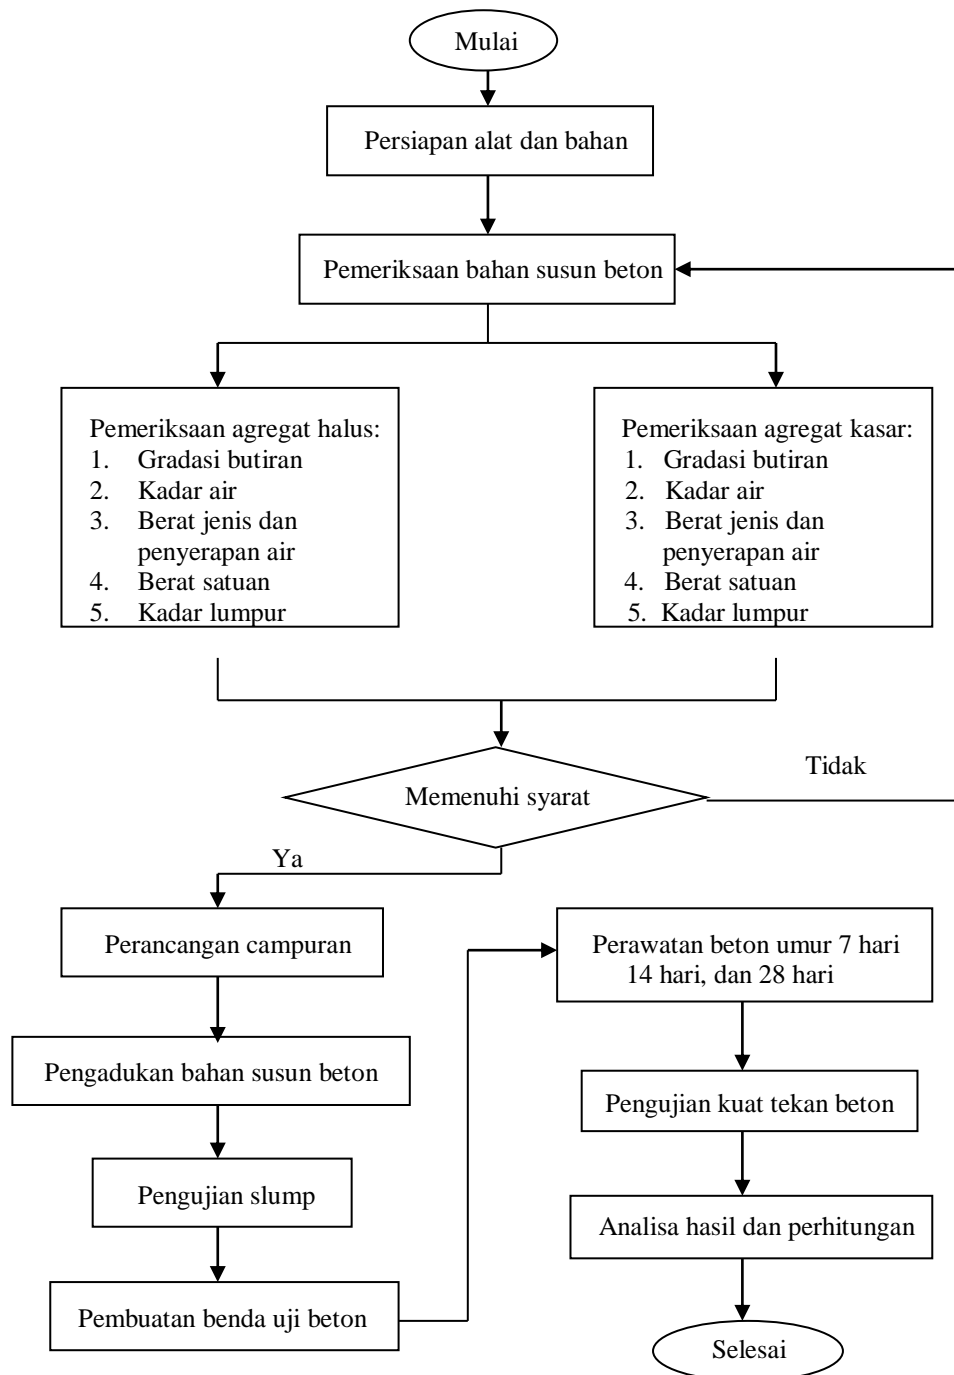 Mulai
Persiapan alat dan bahan
Pemeriksaan bahan susun beton
Pemeriksaan agregat halus:
1. Gradasi butiran
2. Kadar air
3. Berat jenis dan
penyerapan air
4. Berat satuan
5. Kadar lumpur
Pemeriksaan agregat kasar:
1. Gradasi butiran
2. Kadar air
3. Berat jenis dan
penyerapan air
4. Berat satuan
5. Kadar lumpur
Memenuhi syarat
Tidak
Ya
Perancangan campuran
Pengadukan bahan susun beton
Pengujian slump
Pembuatan benda uji beton
Perawatan beton umur 7 hari
14 hari, dan 28 hari
Pengujian kuat tekan beton
Analisa hasil dan perhitungan
Selesai